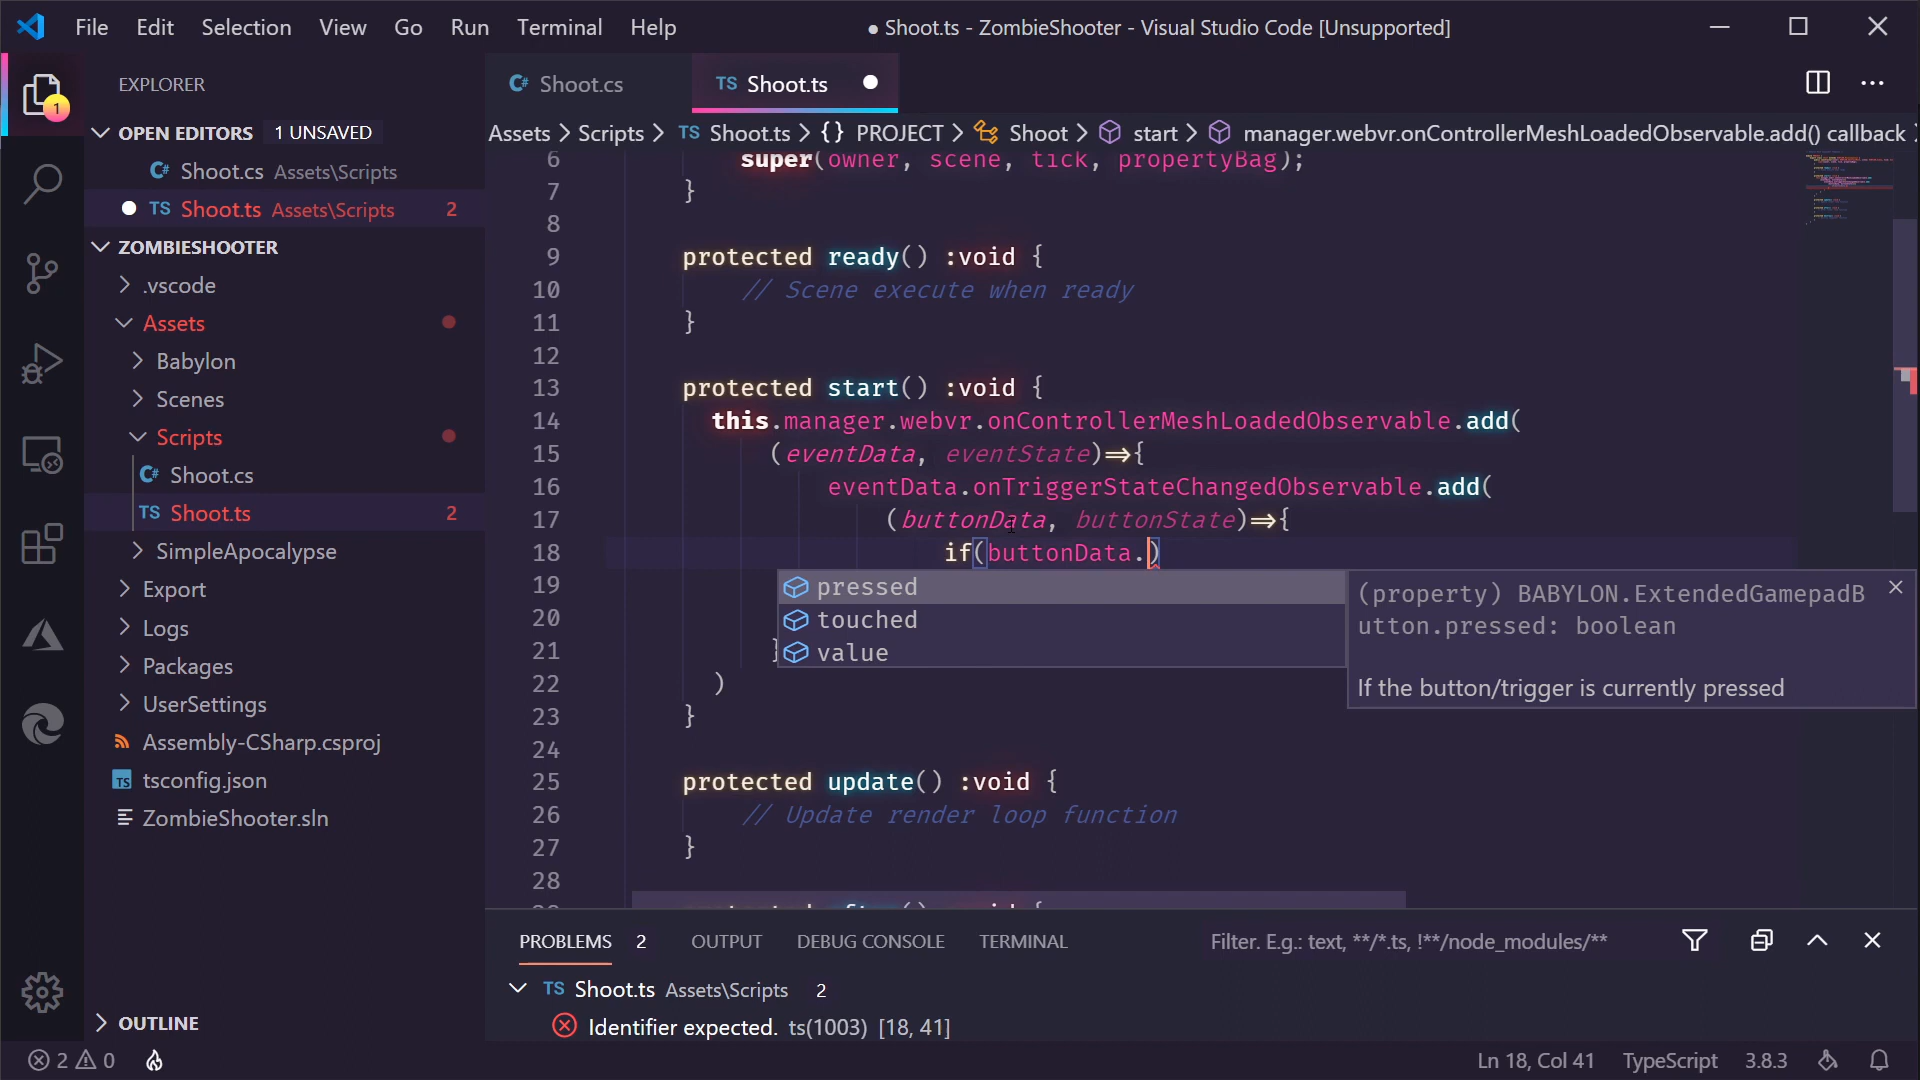 File Edit Selection View Go Run Terminal Help
● Shoot.ts - ZombieShooter - Visual Studio Code [Unsupported]
EXPLORER
OPEN EDITORS 1 UNSAVED
C# Shoot.cs Assets\Scripts
TS Shoot.ts Assets\Scripts 2
ZOMBIESHOOTER
.vscode
Assets
Babylon
Scenes
Scripts
C# Shoot.cs
TS Shoot.ts 2
SimpleApocalypse
Export
Logs
Packages
UserSettings
Assembly-CSharp.csproj
TS tsconfig.json
ZombieShooter.sln
OUTLINE
1
C# Shoot.cs
TS Shoot.ts
Assets > Scripts > TS Shoot.ts > {} PROJECT > Shoot > start > manager.webvr.onControllerMeshLoadedObservable.add() callback
6 super(owner, scene, tick, propertyBag);
7 }
8
9 protected ready() :void {
10 // Scene execute when ready
11 }
12
13 protected start() :void {
14 this.manager.webvr.onControllerMeshLoadedObservable.add(
15 (eventData, eventState)=>{
16 eventData.onTriggerStateChangedObservable.add(
17 (buttonData, buttonState)=>{
18 if(buttonData.)
19
20
21 }
22 )
23 }
24
25 protected update() :void {
26 // Update render loop function
27 }
28
pressed
touched
value
(property) BABYLON.ExtendedGamepadB
utton.pressed: boolean
If the button/trigger is currently pressed
PROBLEMS 2 OUTPUT DEBUG CONSOLE TERMINAL
Filter. E.g.: text, **/*.ts, !**/node_modules/**
TS Shoot.ts Assets\Scripts 2
Identifier expected. ts(1003) [18, 41]
2 0
Ln 18, Col 41 TypeScript 3.8.3